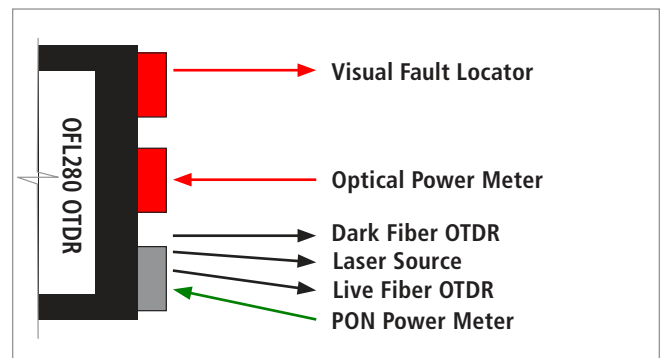 Visual Fault Locator
OFL280 OTDR
Optical Power Meter
Dark Fiber OTDR
Laser Source
Live Fiber OTDR
PON Power Meter